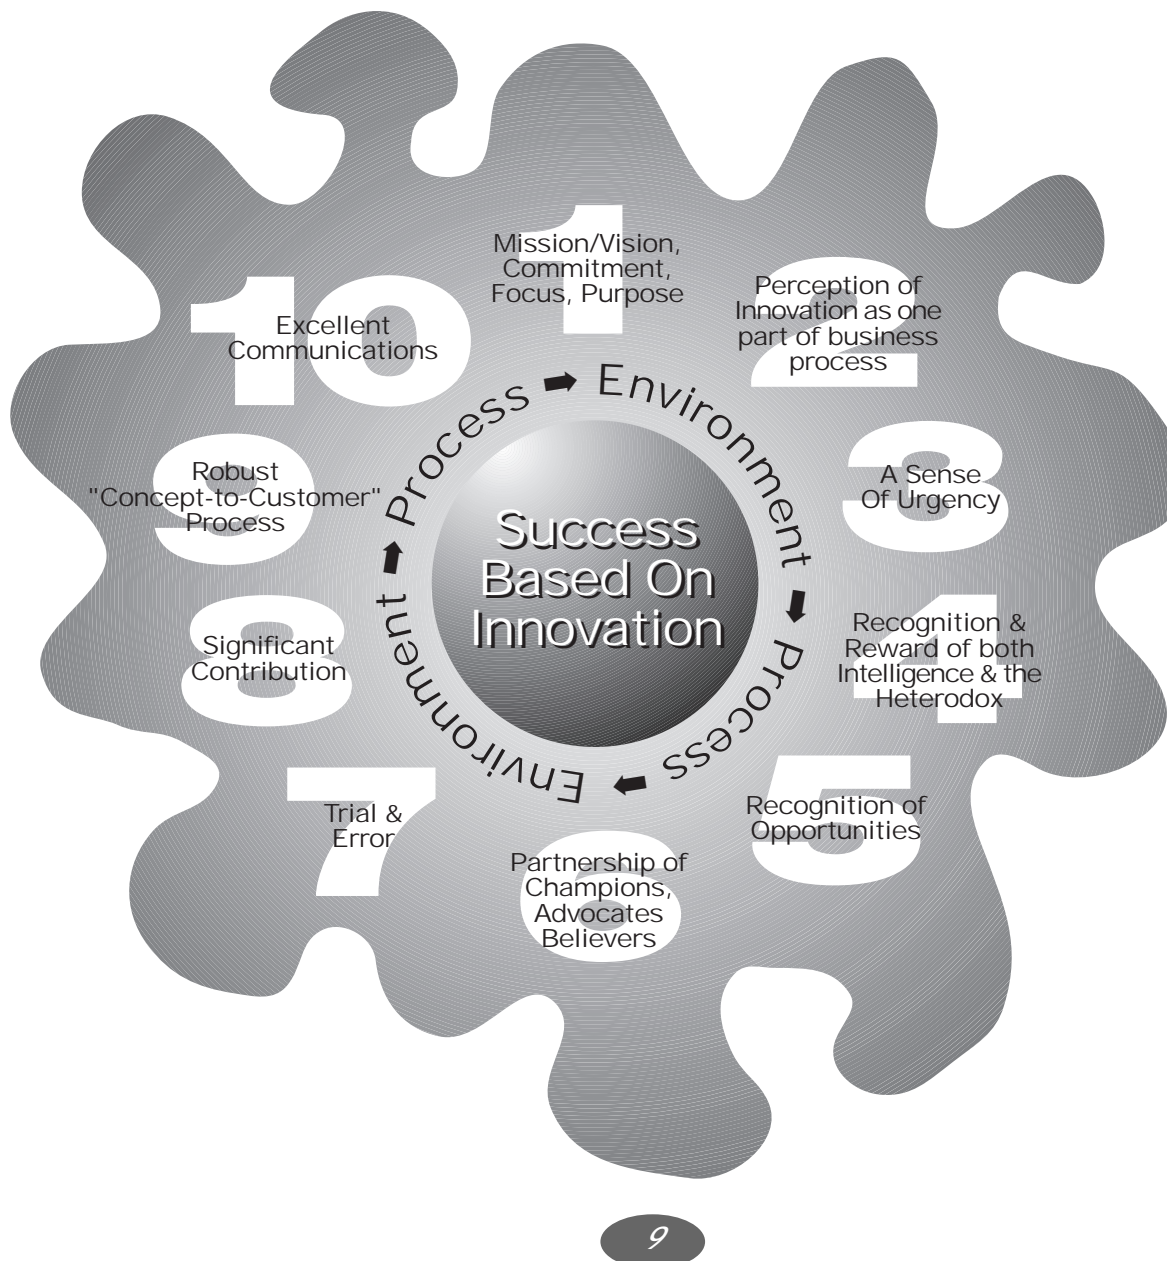 1
Mission/Vision,
Commitment,
Focus, Purpose
2
Perception of
Innovation as one
part of business
process
3
A Sense
Of Urgency
4
Recognition &
Reward of both
Intelligence & the
Heterodox
5
Recognition of
Opportunities
6
Partnership of
Champions,
Advocates
Believers
7
Trial &
Error
8
Significant
Contribution
9
Robust
"Concept-to-Customer"
Process
10
Excellent
Communications
Environment
Process
Environment
Process
Success
Based On
Innovation
9